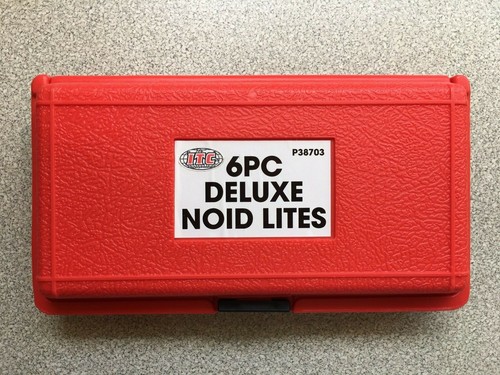 P38703
ITC
6PC
DELUXE
NOID LITES